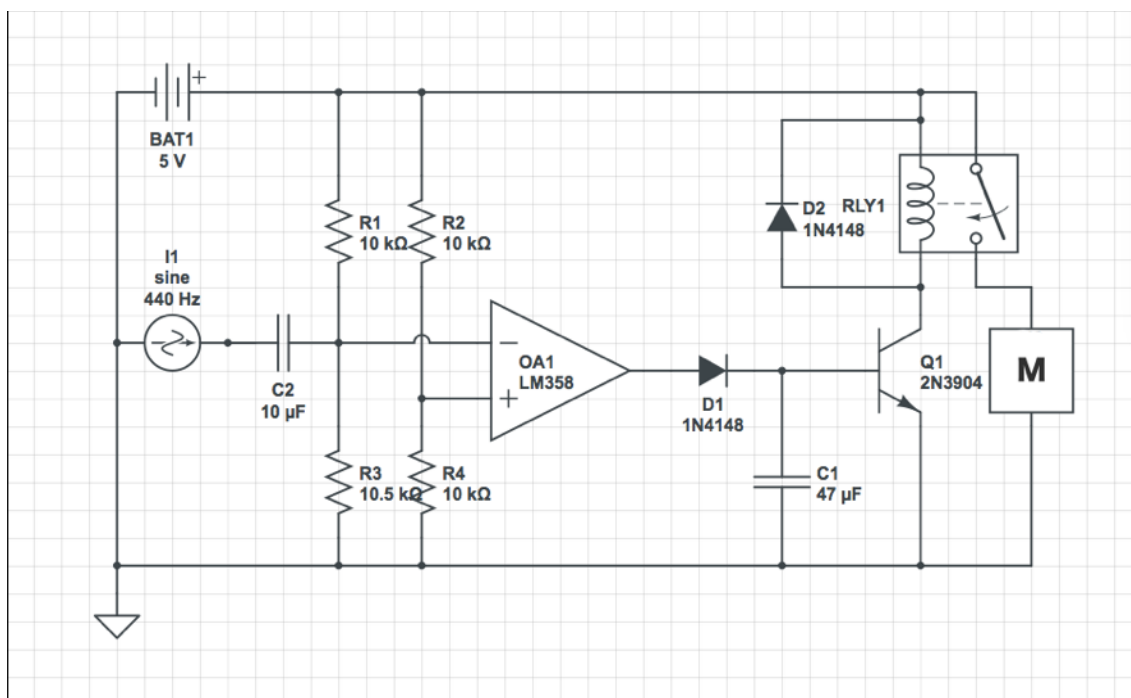 +
BAT1
5 V
R1
10 kΩ
R2
10 kΩ
D2
1N4148
RLY1
I1
sine
440 Hz
C2
10 µF
−
+
OA1
LM358
D1
1N4148
Q1
2N3904
M
R3
10.5 kΩ
R4
10 kΩ
C1
47 µF